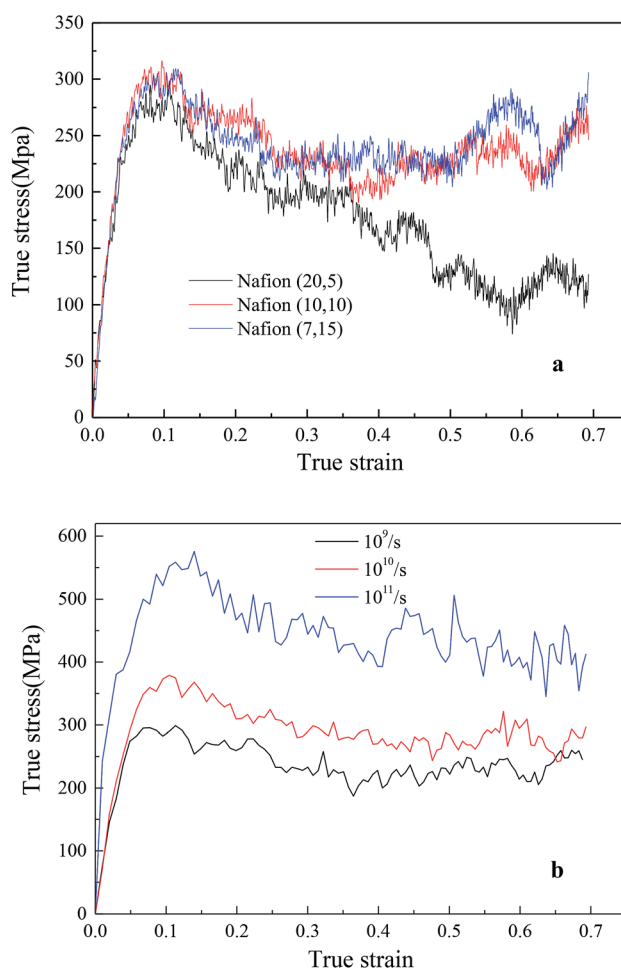 350
300
250
200
150
100
50
0
True stress(Mpa)
Nafion (20,5)
Nafion (10,10)
Nafion (7,15)
a
0.0 0.1 0.2 0.3 0.4 0.5 0.6 0.7
True strain
600
500
400
300
200
100
0
True stress(MPa)
10⁹/s
10¹⁰/s
10¹¹/s
b
0.0 0.1 0.2 0.3 0.4 0.5 0.6 0.7
True strain